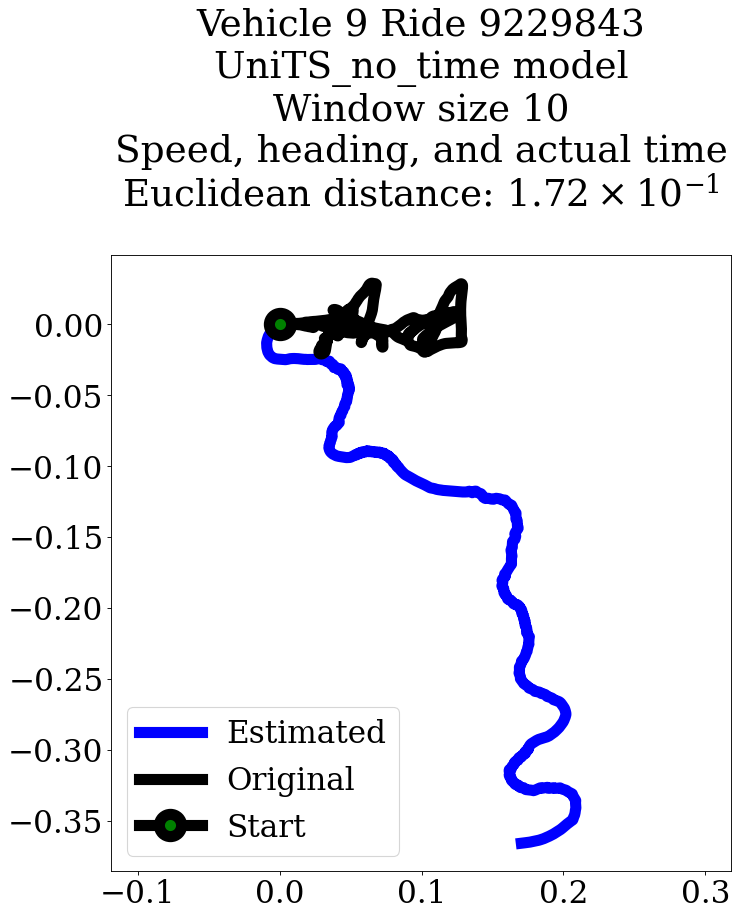 Vehicle 9 Ride 9229843
UniTS_no_time model
Window size 10
Speed, heading, and actual time
Euclidean distance: 1.72 × 10⁻¹
0.00
−0.05
−0.10
−0.15
−0.20
−0.25
−0.30
−0.35
Estimated
Original
Start
−0.1 0.0 0.1 0.2 0.3